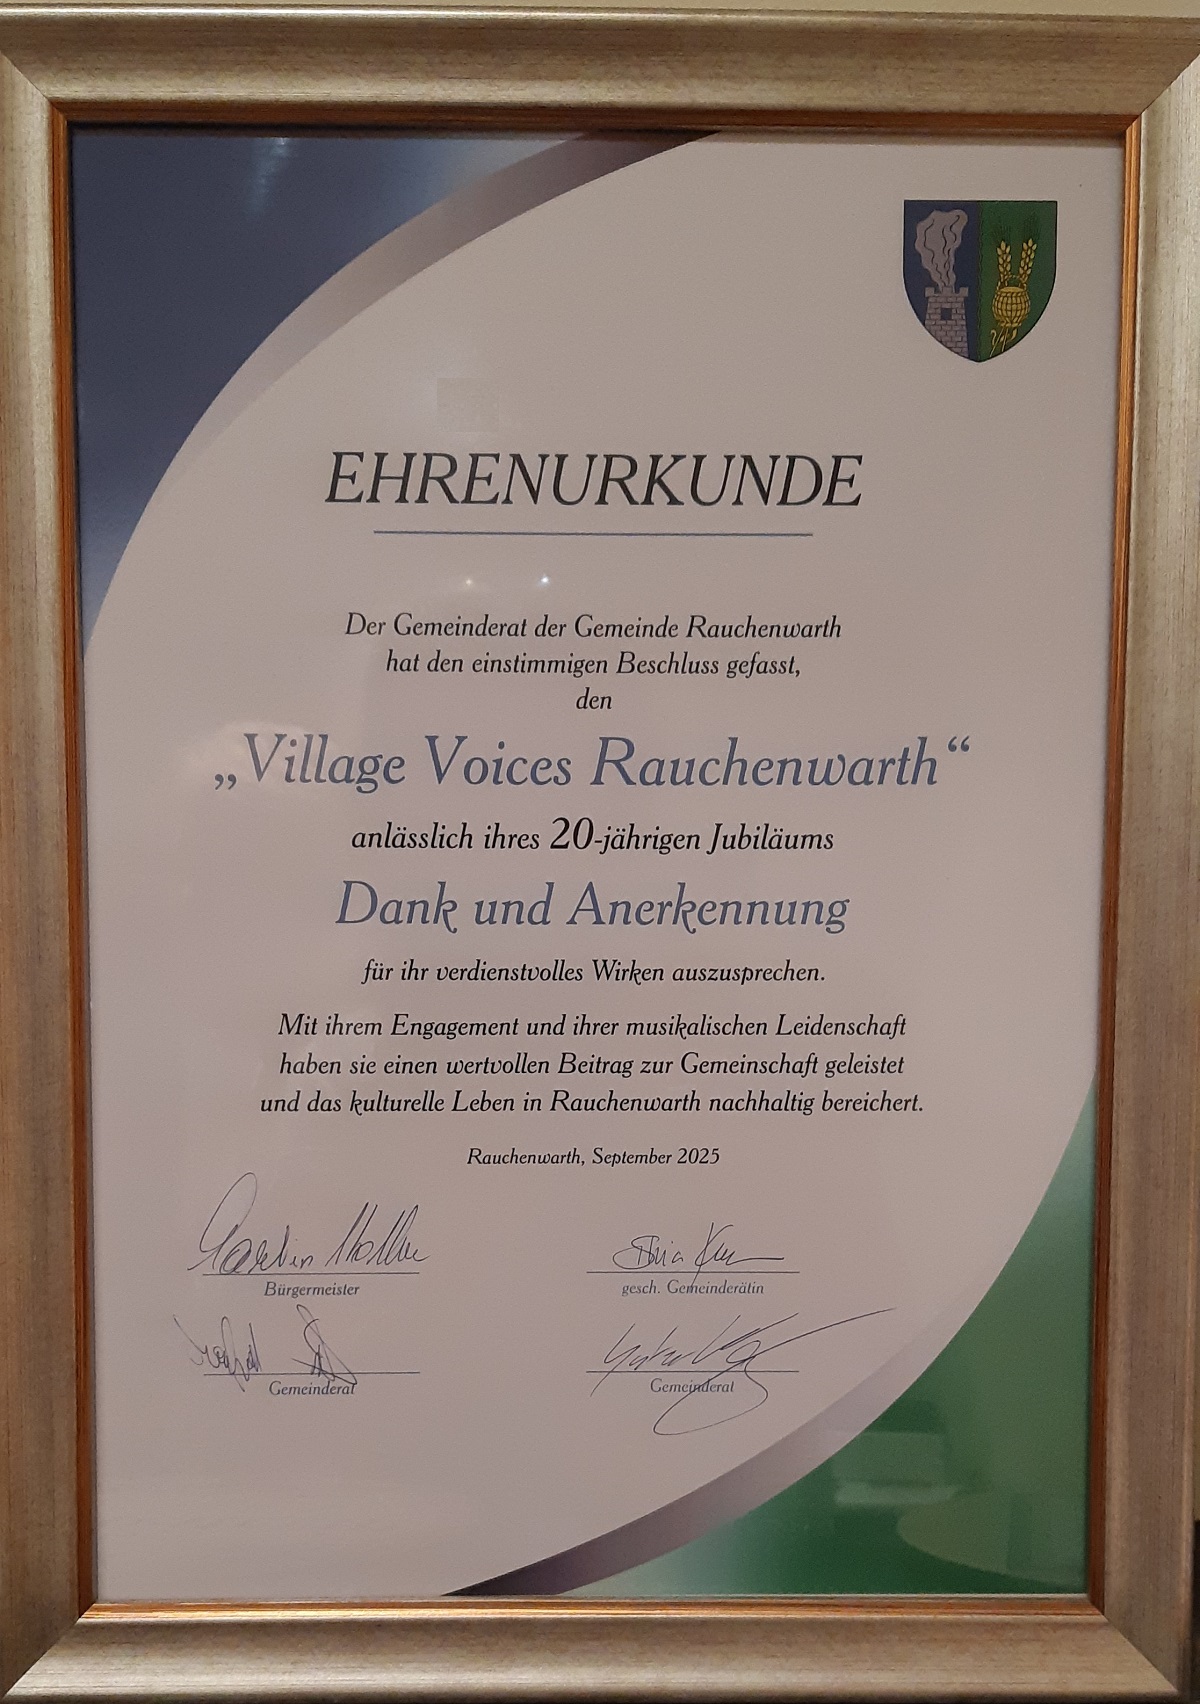 EHRENURKUNDE
Der Gemeinderat der Gemeinde Rauchenwarth
hat den einstimmigen Beschluss gefasst,
den
„Village Voices Rauchenwarth“
anlässlich ihres 20-jährigen Jubiläums
Dank und Anerkennung
für ihr verdienstvolles Wirken auszusprechen.
Mit ihrem Engagement und ihrer musikalischen Leidenschaft
haben sie einen wertvollen Beitrag zur Gemeinschaft geleistet
und das kulturelle Leben in Rauchenwarth nachhaltig bereichert.
Rauchenwarth, September 2025
Bürgermeister
gesch. Gemeinderätin
Gemeinderat
Gemeinderat